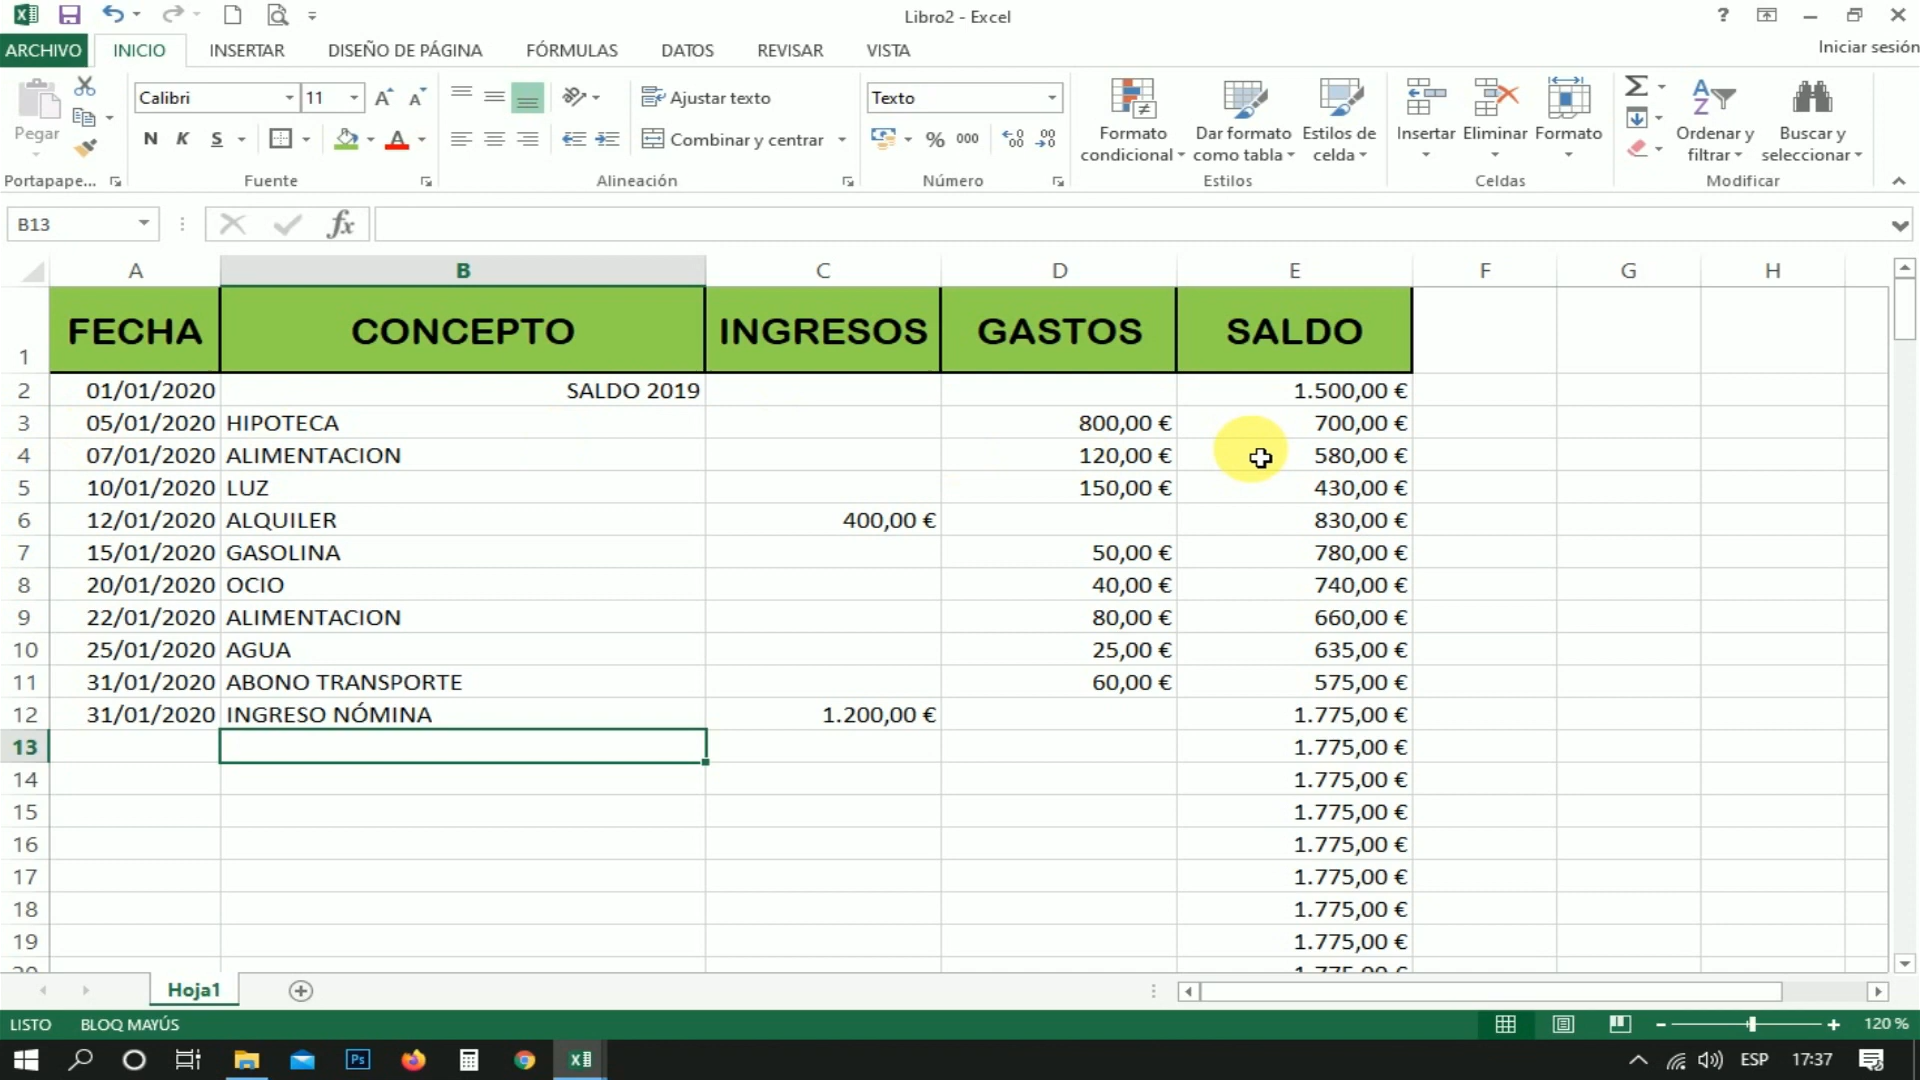 Libro2 - Excel
?
ARCHIVO INICIO INSERTAR DISEÑO DE PÁGINA FÓRMULAS DATOS REVISAR VISTA Iniciar sesión
Pegar
Portapape...
Calibri 11
N K S
Fuente
Ajustar texto
Combinar y centrar
Alineación
Texto
% 000
Número
Formato condicional
Dar formato como tabla
Estilos de celda
Estilos
Insertar Eliminar Formato
Celdas
Ordenar y filtrar
Buscar y seleccionar
Modificar
B13 fx
A B C D E F G H
1 FECHA CONCEPTO INGRESOS GASTOS SALDO
2 01/01/2020 SALDO 2019 1.500,00 €
3 05/01/2020 HIPOTECA 800,00 € 700,00 €
4 07/01/2020 ALIMENTACION 120,00 € 580,00 €
5 10/01/2020 LUZ 150,00 € 430,00 €
6 12/01/2020 ALQUILER 400,00 € 830,00 €
7 15/01/2020 GASOLINA 50,00 € 780,00 €
8 20/01/2020 OCIO 40,00 € 740,00 €
9 22/01/2020 ALIMENTACION 80,00 € 660,00 €
10 25/01/2020 AGUA 25,00 € 635,00 €
11 31/01/2020 ABONO TRANSPORTE 60,00 € 575,00 €
12 31/01/2020 INGRESO NÓMINA 1.200,00 € 1.775,00 €
13 1.775,00 €
14 1.775,00 €
15 1.775,00 €
16 1.775,00 €
17 1.775,00 €
18 1.775,00 €
19 1.775,00 €
Hoja1
LISTO BLOQ MAYÚS 120 %
Ps ESP 17:37